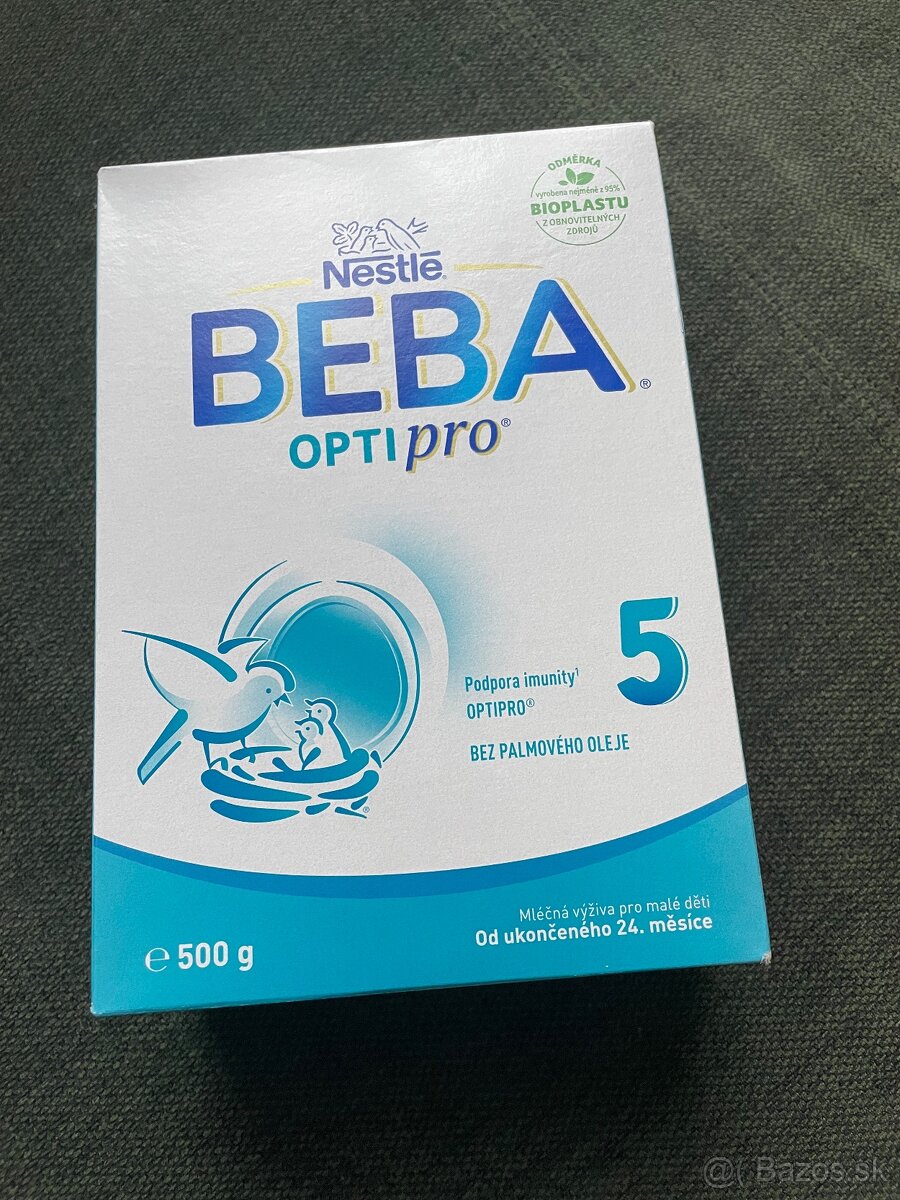 ODMĚRKA
vyrobena nejméně z 95%
BIOPLASTU
Z OBNOVITELNÝCH
ZDROJŮ
Nestlé®
BEBA®
OPTIpro®
5
Podpora imunity¹
OPTIPRO®
BEZ PALMOVÉHO OLEJE
®
Mléčná výživa pro malé děti
Od ukončeného 24. měsíce
℮ 500 g
@( Bazos.sk